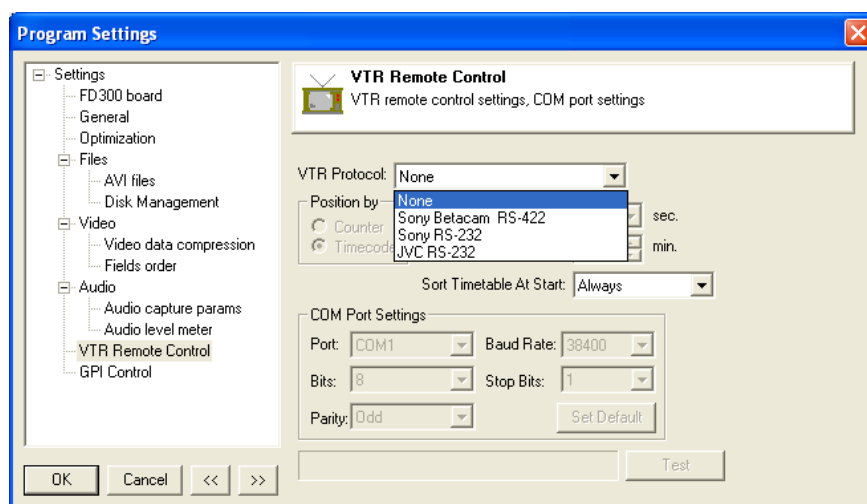 Program Settings
Settings
FD300 board
General
Optimization
Files
AVI files
Disk Management
Video
Video data compression
Fields order
Audio
Audio capture params
Audio level meter
VTR Remote Control
GPI Control
OK
Cancel
<<
>>
VTR Remote Control
VTR remote control settings, COM port settings
VTR Protocol: None
None
Sony Betacam RS-422
Sony RS-232
JVC RS-232
Position by
Counter
Timecode
sec.
min.
Sort Timetable At Start: Always
COM Port Settings
Port: COM1 Baud Rate: 38400
Bits: 8 Stop Bits: 1
Parity: Odd Set Default
Test